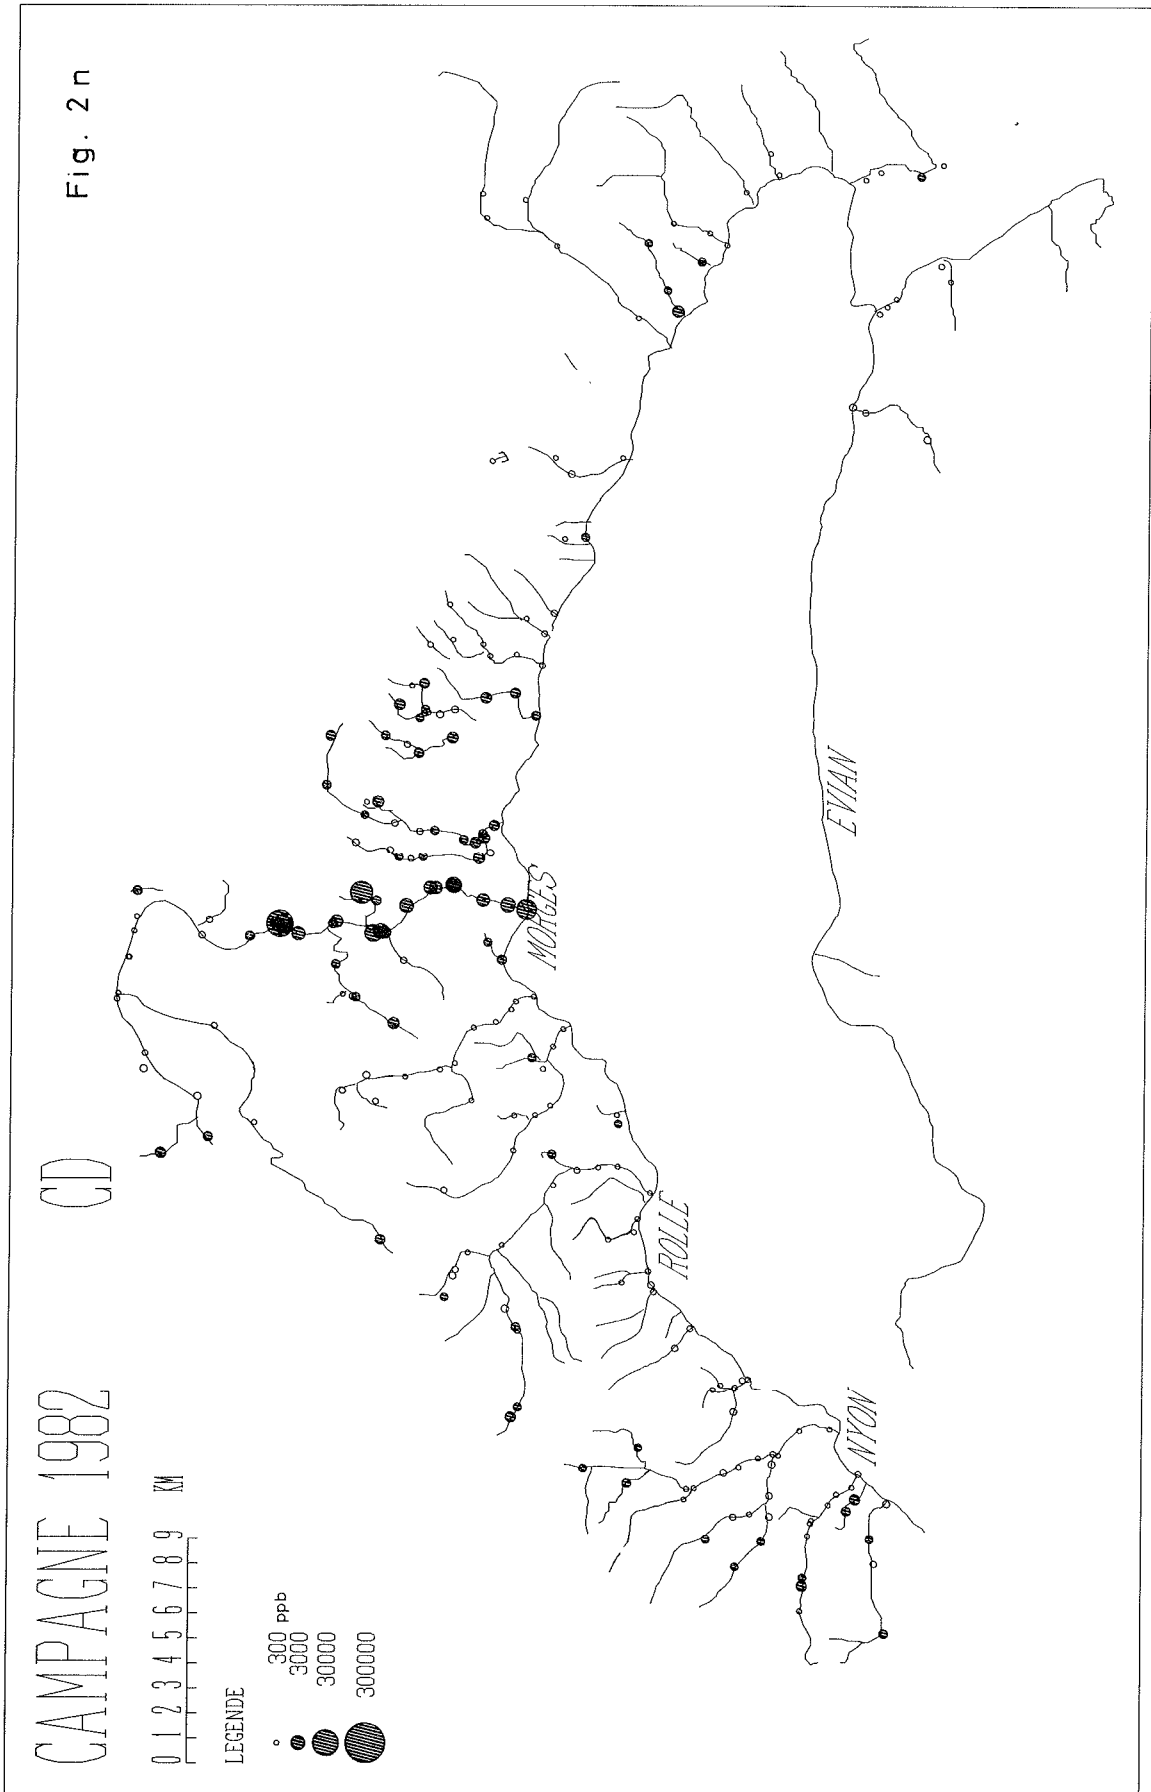 Fig. 2n
CAMPAGNE 1982 CD
0 1 2 3 4 5 6 7 8 9 KM
LEGENDE
300 ppb
3000
30000
300000
MORGES
ROLLE
NYON
EVIAN